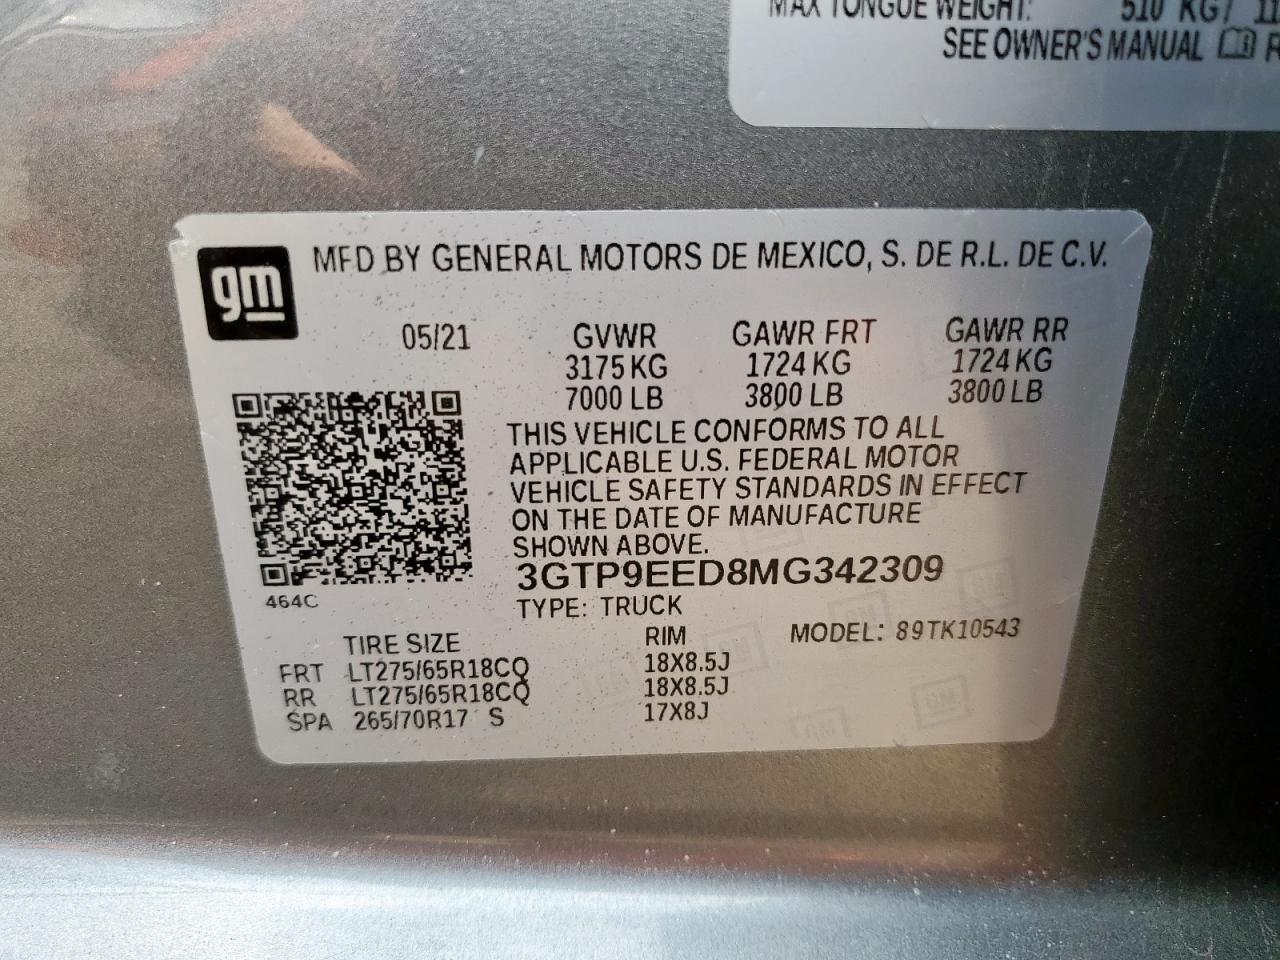 MAX TONGUE WEIGHT: 510 KG/ 11
SEE OWNER'S MANUAL
gm
MFD BY GENERAL MOTORS DE MEXICO, S. DE R.L. DE C.V.
05/21 GVWR GAWR FRT GAWR RR
3175 KG 1724 KG 1724 KG
7000 LB 3800 LB 3800 LB
THIS VEHICLE CONFORMS TO ALL
APPLICABLE U.S. FEDERAL MOTOR
VEHICLE SAFETY STANDARDS IN EFFECT
ON THE DATE OF MANUFACTURE
SHOWN ABOVE.
3GTP9EED8MG342309
464C
TYPE: TRUCK
MODEL: 89TK10543
TIRE SIZE RIM
FRT LT275/65R18CQ 18X8.5J
RR LT275/65R18CQ 18X8.5J
SPA 265/70R17 S 17X8J